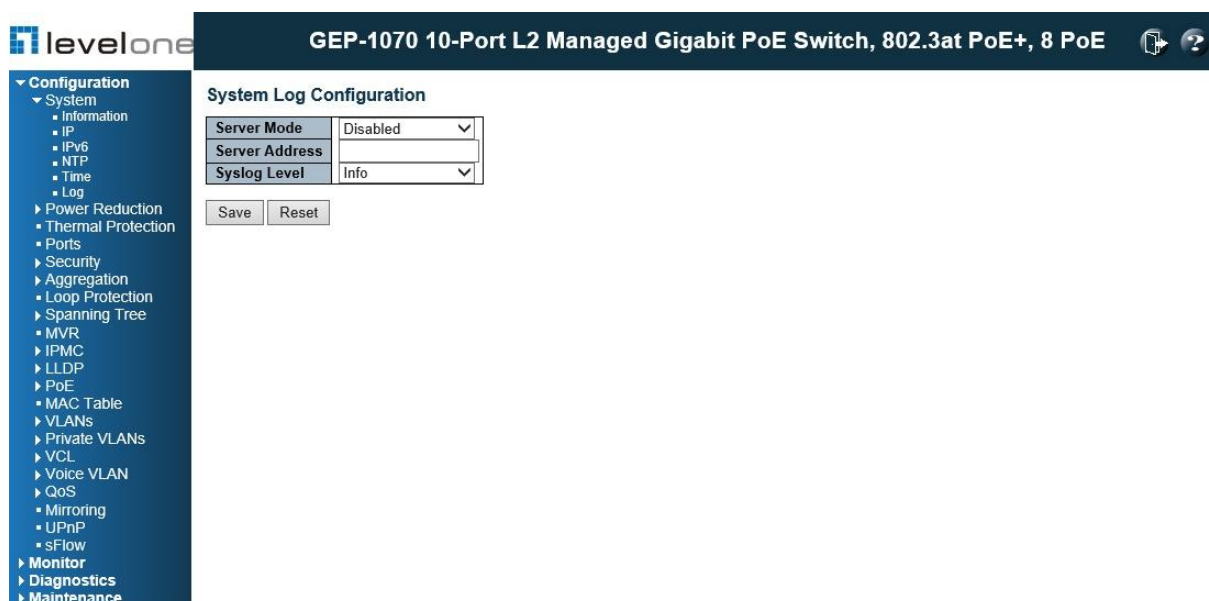 levelone
GEP-1070 10-Port L2 Managed Gigabit PoE Switch, 802.3at PoE+, 8 PoE
?
Configuration
System
Information
IP
IPv6
NTP
Time
Log
Power Reduction
Thermal Protection
Ports
Security
Aggregation
Loop Protection
Spanning Tree
MVR
IPMC
LLDP
PoE
MAC Table
VLANs
Private VLANs
VCL
Voice VLAN
QoS
Mirroring
UPnP
sFlow
Monitor
Diagnostics
Maintenance
System Log Configuration
Server Mode Disabled
Server Address
Syslog Level Info
Save Reset